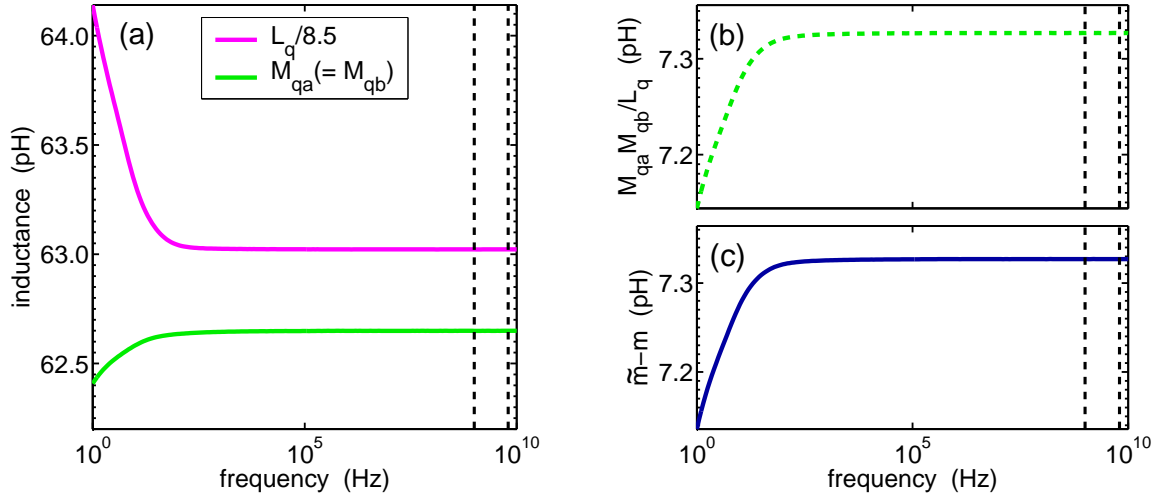 (a)
L_q/8.5
M_qa(= M_qb)
64.0
63.5
63.0
62.5
inductance (pH)
10^0
10^5
10^10
frequency (Hz)
(b)
7.3
7.2
M_qa M_qb/L_q (pH)
(c)
7.3
7.2
m̃−m (pH)
10^0
10^5
10^10
frequency (Hz)